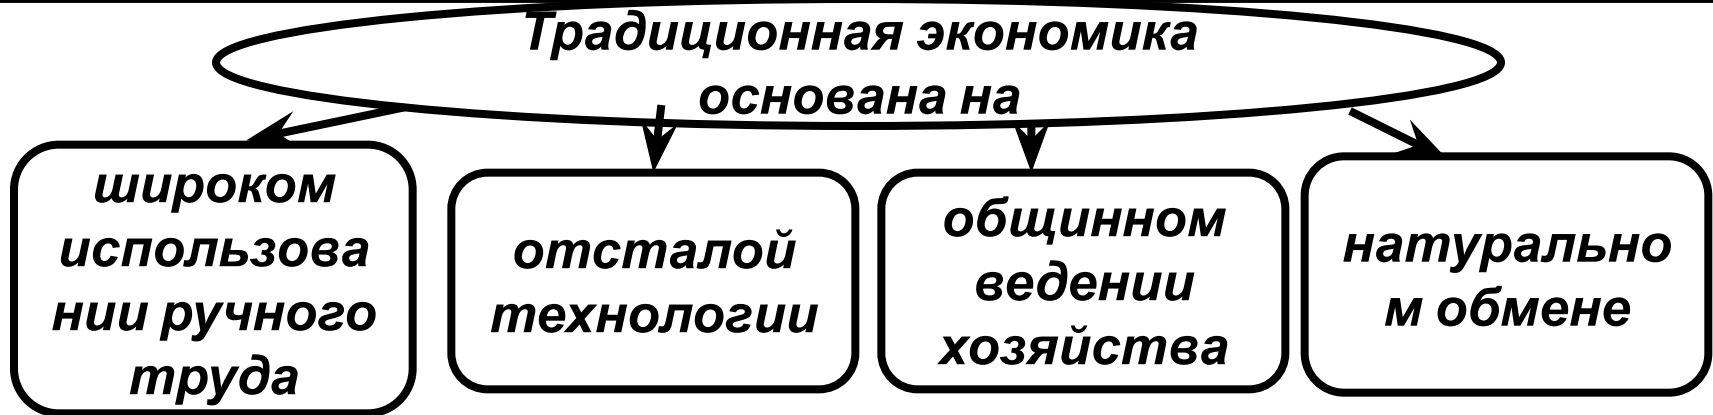 Традиционная экономика
основана на
широком
использова
нии ручного
труда
отсталой
технологии
общинном
ведении
хозяйства
натурально
м обмене